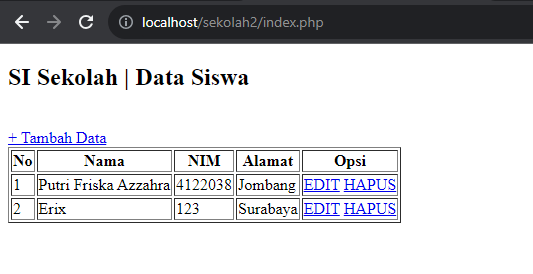 localhost/sekolah2/index.php
SI Sekolah | Data Siswa
+ Tambah Data
No Nama NIM Alamat Opsi
1 Putri Friska Azzahra 4122038 Jombang EDIT HAPUS
2 Erix 123 Surabaya EDIT HAPUS